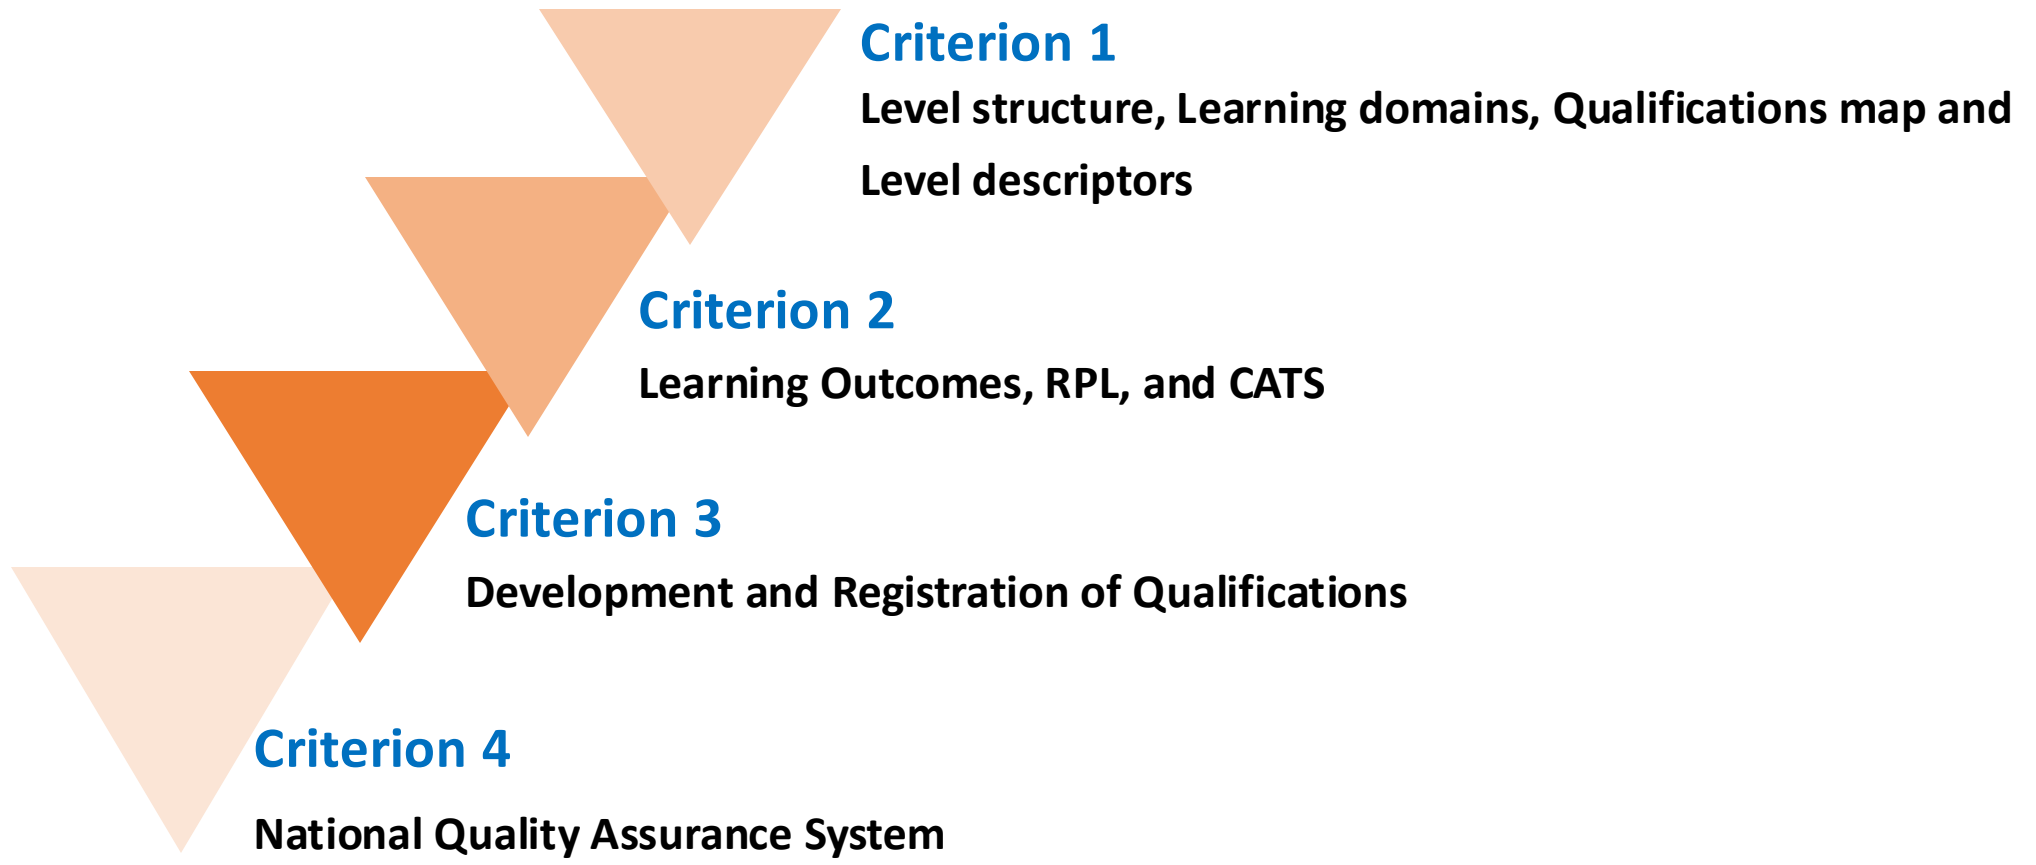 Criterion 1
Level structure, Learning domains, Qualifications map and
Level descriptors
Criterion 2
Learning Outcomes, RPL, and CATS
Criterion 3
Development and Registration of Qualifications
Criterion 4
National Quality Assurance System